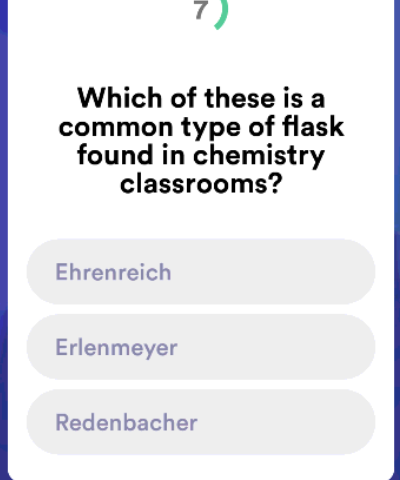 7
Which of these is a
common type of flask
found in chemistry
classrooms?
Ehrenreich
Erlenmeyer
Redenbacher